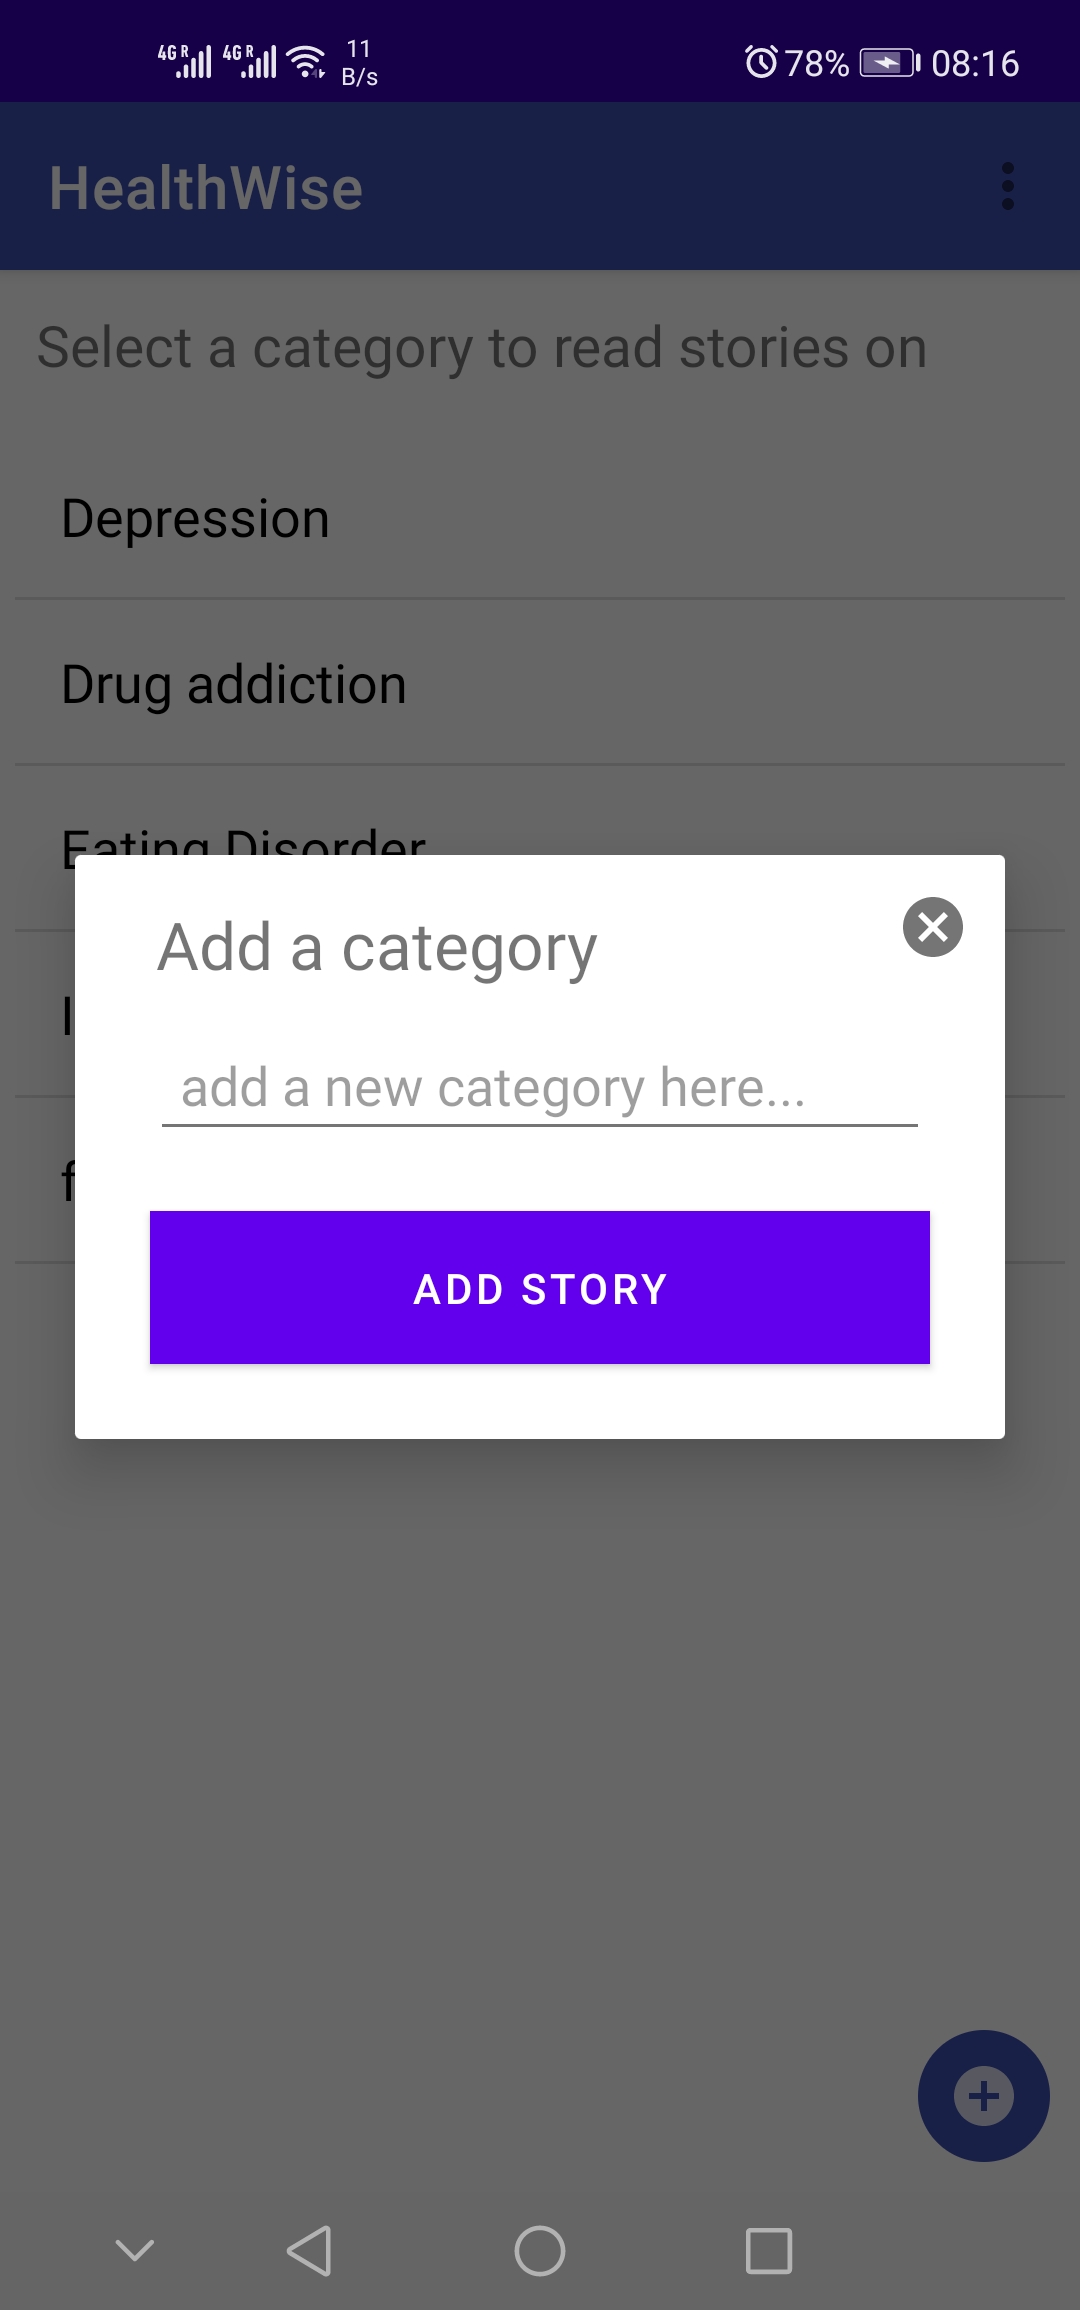 4G R 4G R 11 B/s 78% 08:16
HealthWise
Select a category to read stories on
Depression
Drug addiction
Eating Disorder
Add a category
add a new category here...
ADD STORY